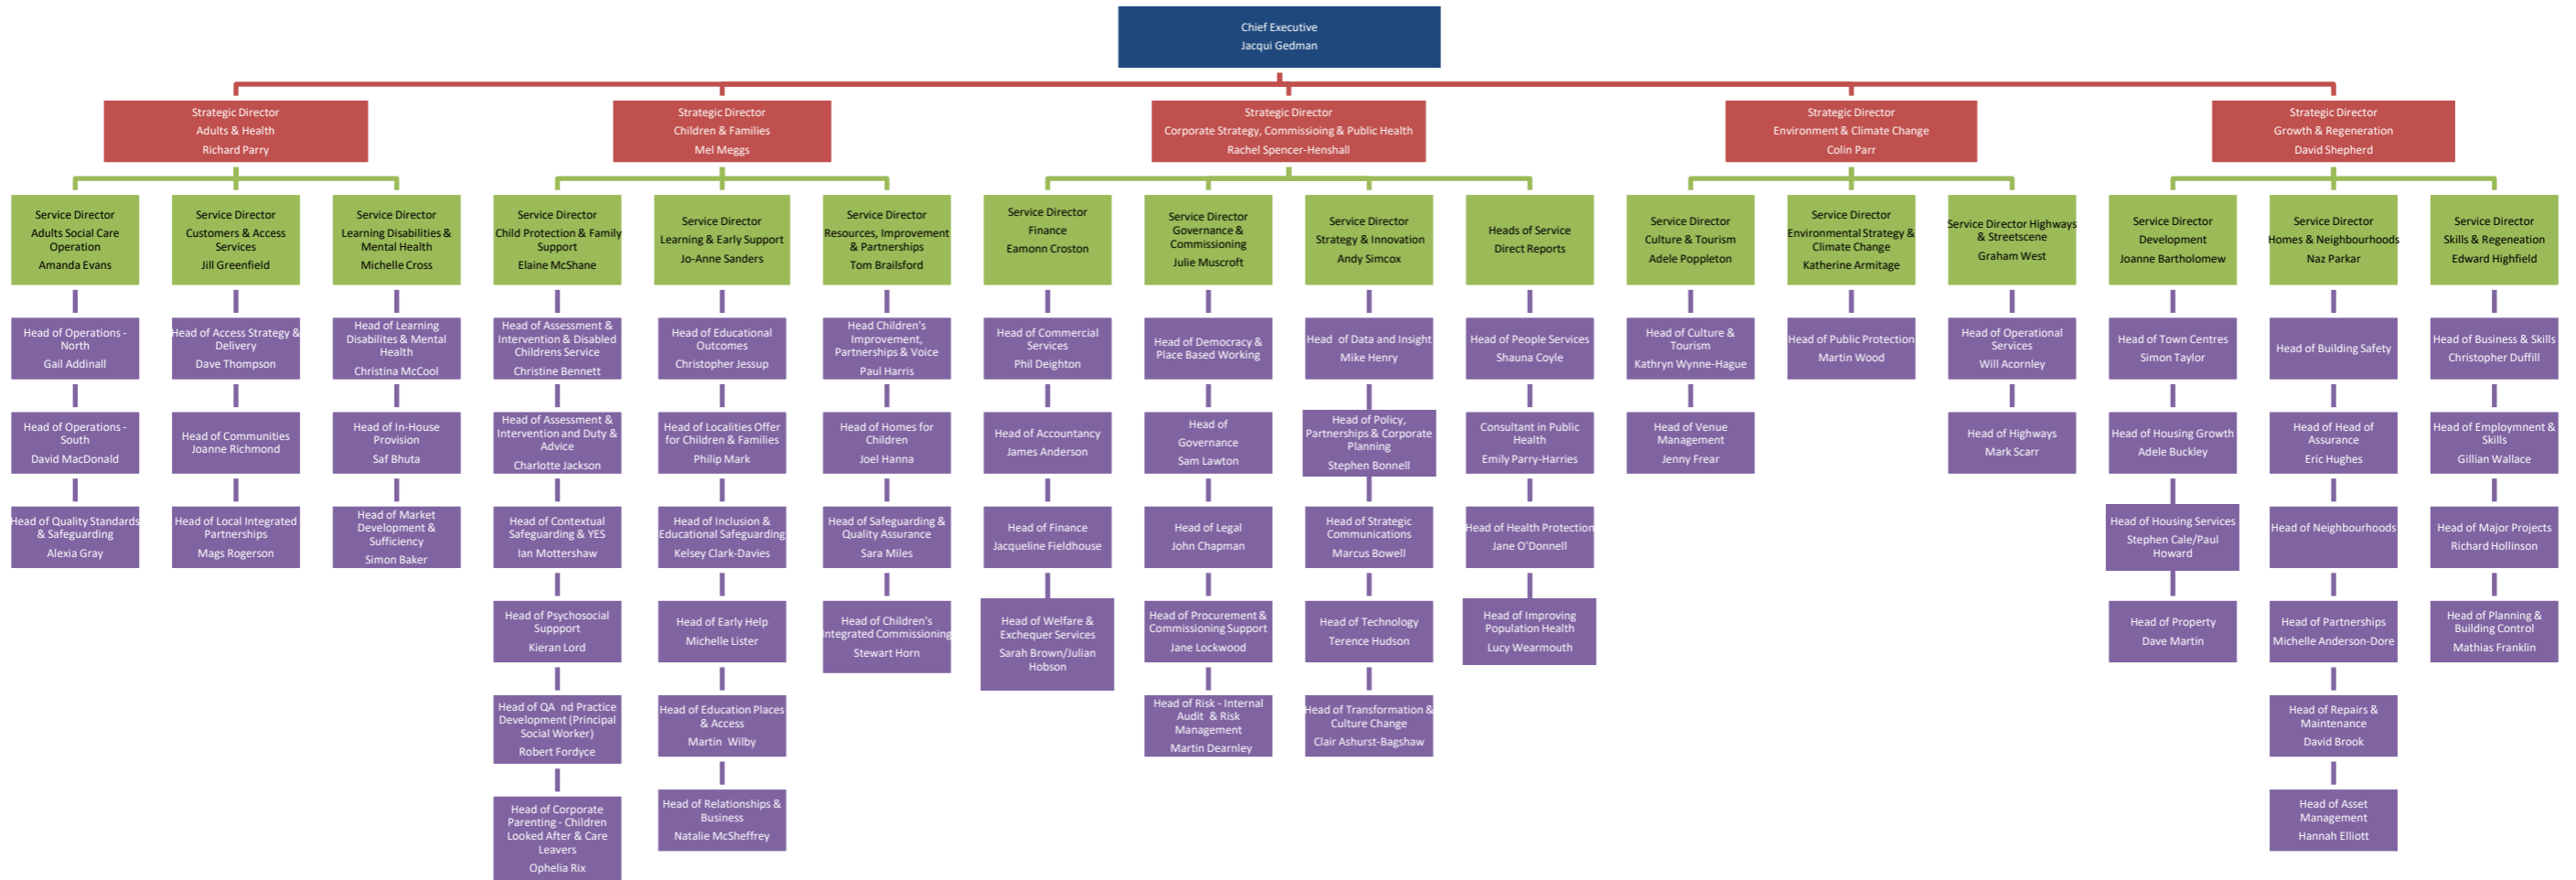 Chief Executive
Jacqui Gedman
Strategic Director
Adults & Health
Richard Parry
Strategic Director
Children & Families
Mel Meggs
Strategic Director
Corporate Strategy, Commissioing & Public Health
Rachel Spencer-Henshall
Strategic Director
Environment & Climate Change
Colin Parr
Strategic Director
Growth & Regeneration
David Shepherd
Service Director
Adults Social Care
Operation
Amanda Evans
Service Director
Customers & Access
Services
Jill Greenfield
Service Director
Learning Disabilities &
Mental Health
Michelle Cross
Service Director
Child Protection & Family
Support
Elaine McShane
Service Director
Learning & Early Support
Jo-Anne Sanders
Service Director
Resources, Improvement
& Partnerships
Tom Brailsford
Service Director
Finance
Eamonn Croston
Service Director
Governance &
Commissioning
Julie Muscroft
Service Director
Strategy & Innovation
Andy Simcox
Heads of Service
Direct Reports
Service Director
Culture & Tourism
Adele Poppleton
Service Director
Environmental Strategy &
Climate Change
Katherine Armitage
Service Director Highways
& Streetscene
Graham West
Service Director
Development
Joanne Bartholomew
Service Director
Homes & Neighbourhoods
Naz Parkar
Service Director
Skills & Regeneation
Edward Highfield
Head of Operations -
North
Gail Addinall
Head of Access Strategy &
Delivery
Dave Thompson
Head of Learning
Disabilites & Mental
Health
Christina McCool
Head of Assessment &
Intervention & Disabled
Childrens Service
Christine Bennett
Head of Educational
Outcomes
Christopher Jessup
Head Children's
Improvement,
Partnerships & Voice
Paul Harris
Head of Commercial
Services
Phil Deighton
Head of Democracy &
Place Based Working
Head of Data and Insight
Mike Henry
Head of People Services
Shauna Coyle
Head of Culture &
Tourism
Kathryn Wynne-Hague
Head of Public Protection
Martin Wood
Head of Operational
Services
Will Acornley
Head of Town Centres
Simon Taylor
Head of Building Safety
Head of Business & Skills
Christopher Duffill
Head of Operations -
South
David MacDonald
Head of Communities
Joanne Richmond
Head of In-House
Provision
Saf Bhuta
Head of Assessment &
Intervention and Duty &
Advice
Charlotte Jackson
Head of Localities Offer
for Children & Families
Philip Mark
Head of Homes for
Children
Joel Hanna
Head of Accountancy
James Anderson
Head of
Governance
Sam Lawton
Head of Policy,
Partnerships & Corporate
Planning
Stephen Bonnell
Consultant in Public
Health
Emily Parry-Harries
Head of Venue
Management
Jenny Frear
Head of Highways
Mark Scarr
Head of Housing Growth
Adele Buckley
Head of Head of
Assurance
Eric Hughes
Head of Employmnent &
Skills
Gillian Wallace
Head of Quality Standards
& Safeguarding
Alexia Gray
Head of Local Integrated
Partnerships
Mags Rogerson
Head of Market
Development &
Sufficiency
Simon Baker
Head of Contextual
Safeguarding & YES
Ian Mottershaw
Head of Inclusion &
Educational Safeguarding
Kelsey Clark-Davies
Head of Safeguarding &
Quality Assurance
Sara Miles
Head of Finance
Jacqueline Fieldhouse
Head of Legal
John Chapman
Head of Strategic
Communications
Marcus Bowell
Head of Health Protection
Jane O'Donnell
Head of Housing Services
Stephen Cale/Paul
Howard
Head of Neighbourhoods
Head of Major Projects
Richard Hollinson
Head of Psychosocial
Suppport
Kieran Lord
Head of Early Help
Michelle Lister
Head of Children's
Integrated Commissioning
Stewart Horn
Head of Welfare &
Exchequer Services
Sarah Brown/Julian
Hobson
Head of Procurement &
Commissioning Support
Jane Lockwood
Head of Technology
Terence Hudson
Head of Improving
Population Health
Lucy Wearmouth
Head of Property
Dave Martin
Head of Partnerships
Michelle Anderson-Dore
Head of Planning &
Building Control
Mathias Franklin
Head of QA nd Practice
Development (Principal
Social Worker)
Robert Fordyce
Head of Education Places
& Access
Martin Wilby
Head of Risk - Internal
Audit & Risk
Management
Martin Dearnley
Head of Transformation &
Culture Change
Clair Ashurst-Bagshaw
Head of Repairs &
Maintenance
David Brook
Head of Corporate
Parenting - Children
Looked After & Care
Leavers
Ophelia Rix
Head of Relationships &
Business
Natalie McSheffrey
Head of Asset
Management
Hannah Elliott